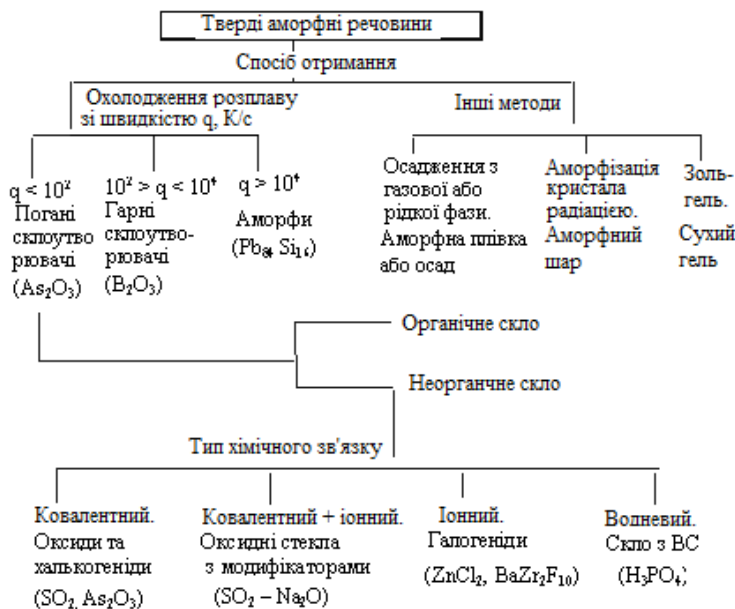 Тверді аморфні речовини
Спосіб отримання
Охолодження розплаву
зі швидкістю q, К/с
Інші методи
q < 10²
Погані
склоутво
рювачі
(As₂O₃)
10² > q < 10⁴
Гарні
склоутво-
рювачі
(B₂O₃)
q > 10⁴
Аморфи
(Pb₈₄ Si₁₆)
Осадження з
газової або
рідкої фази.
Аморфна плівка
або осад
Аморфізація
кристала
радіацією.
Аморфний
шар
Золь-
гель.
Сухий
гель
Органічне скло
Неорганчне скло
Тип хімічного зв'язку
Ковалентний.
Оксиди та
халькогеніди
(SO₂, As₂O₃)
Ковалентний + іонний.
Оксидні стекла
з модифікаторами
(SO₂ – Na₂O)
Іонний.
Галогеніди
(ZnCl₂, BaZr₂F₁₀)
Водневий.
Скло з ВС
(H₃PO₄)